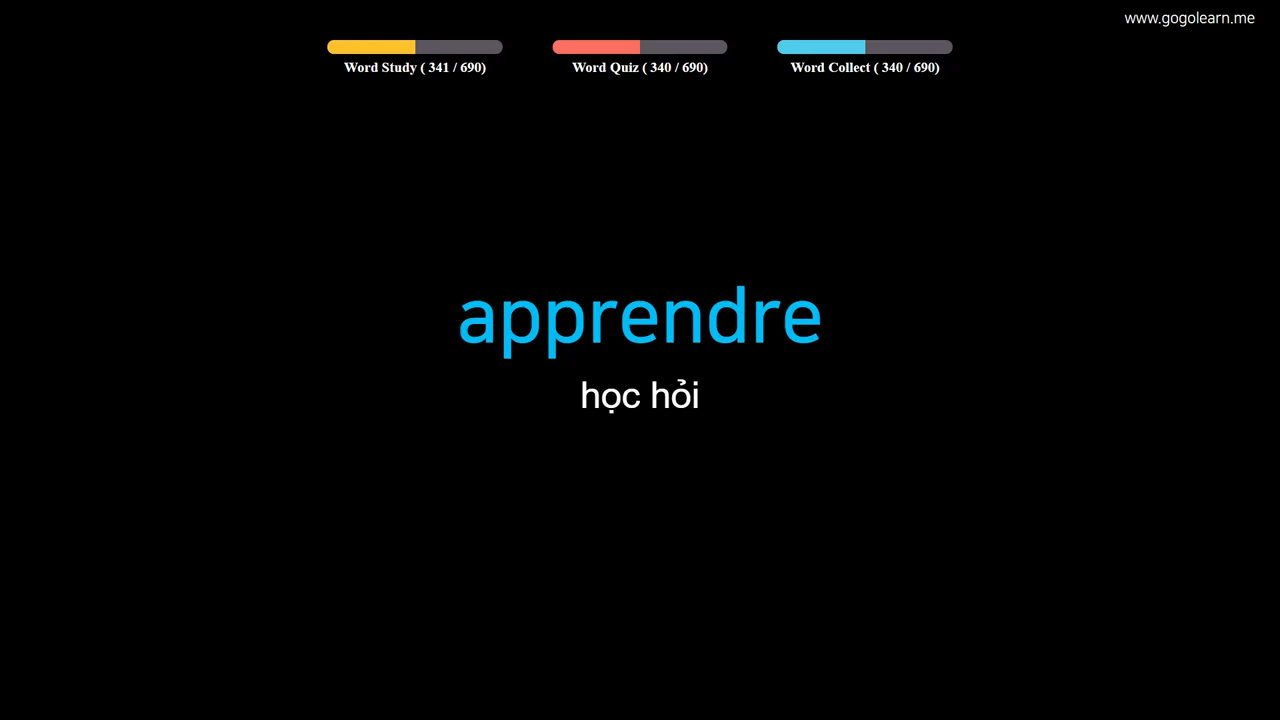 www.gogolearn.me
Word Study ( 341 / 690)
Word Quiz ( 340 / 690)
Word Collect ( 340 / 690)
apprendre
học hỏi